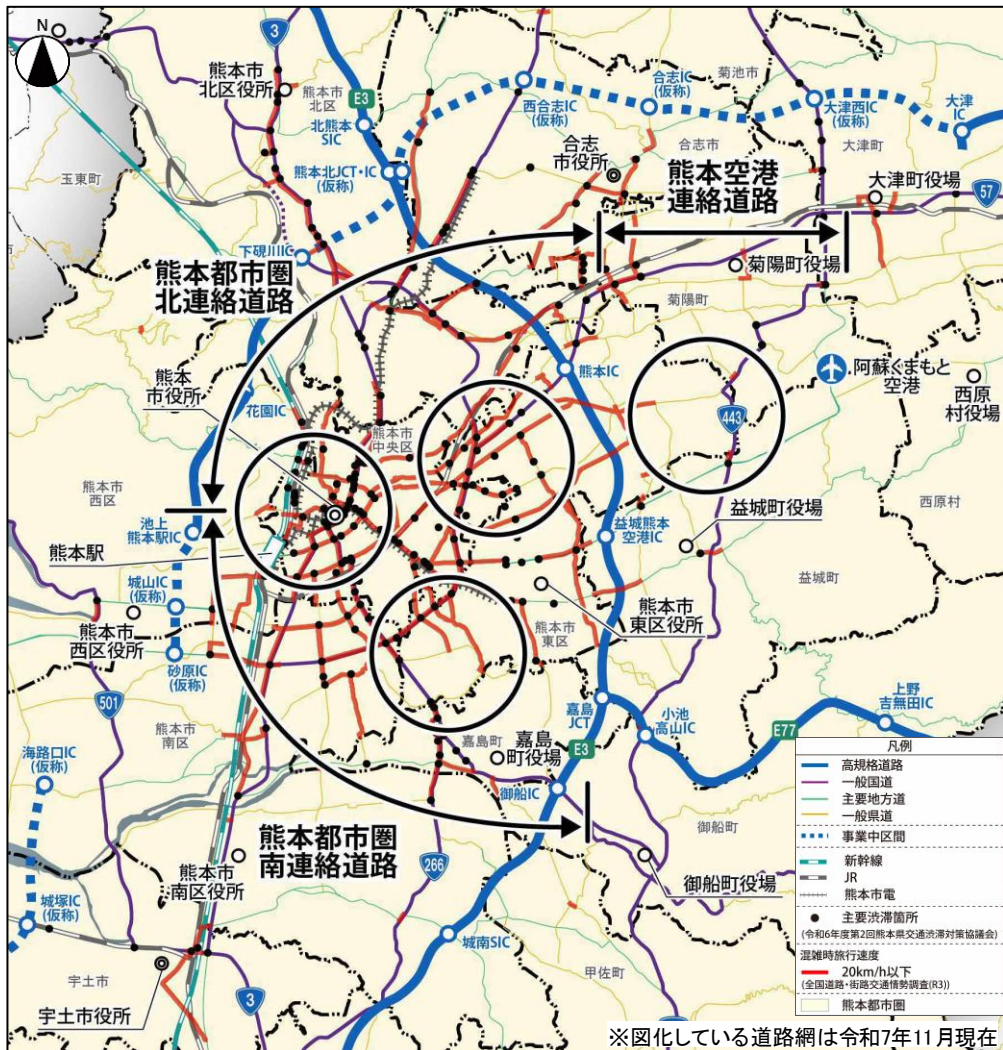 N
3
熊本市
北区役所
熊本市
北区
E3
北熊本
SIC
西合志IC
(仮称)
合志IC
(仮称)
菊池市
大津西IC
(仮称)
大津
IC
玉東町
熊本北JCT・IC
(仮称)
合志
市役所
合志市
大津町
熊本空港
連絡道路
大津町役場
57
下硯川IC
熊本都市圏
北連絡道路
菊陽町役場
菊陽町
熊本
市役所
花園IC
熊本市
中央区
熊本IC
443
阿蘇くまもと
空港
西原
村役場
熊本市
西区
西原村
池上
熊本駅IC
熊本駅
益城熊本
空港IC
益城町役場
益城町
城山IC
(仮称)
熊本市
西区役所
砂原IC
(仮称)
熊本市
東区
熊本市
東区役所
501
熊本市
南区
嘉島
JCT
小池
高山IC
上野
吉無田IC
E77
海路口IC
(仮称)
嘉島町
嘉島
町役場
E3
御船IC
御船町
熊本都市圏
南連絡道路
熊本市
南区役所
266
御船町役場
城塚IC
(仮称)
城南SIC
甲佐町
宇土市
宇土市役所
3
凡例
高規格道路
一般国道
主要地方道
一般県道
事業中区間
新幹線
JR
熊本市電
主要渋滞箇所
(令和6年度第2回熊本県交通渋滞対策協議会)
混雑時旅行速度
20km/h以下
(全国道路・街路交通情勢調査(R3))
熊本都市圏
※図化している道路網は令和7年11月現在